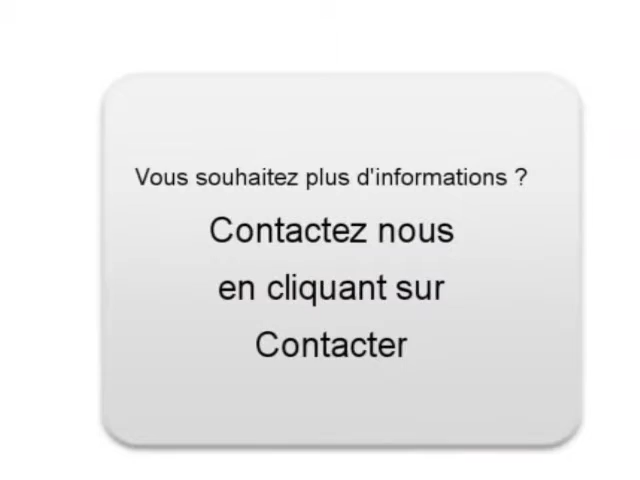 Vous souhaitez plus d'informations ?
Contactez nous
en cliquant sur
Contacter